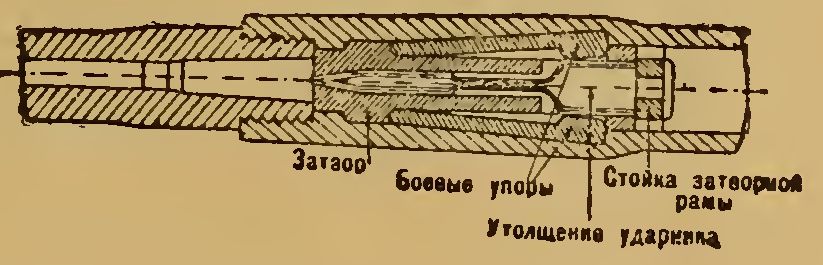 Затвор
Боевые упоры
Стойка затворной
рамы
Утолщение ударника